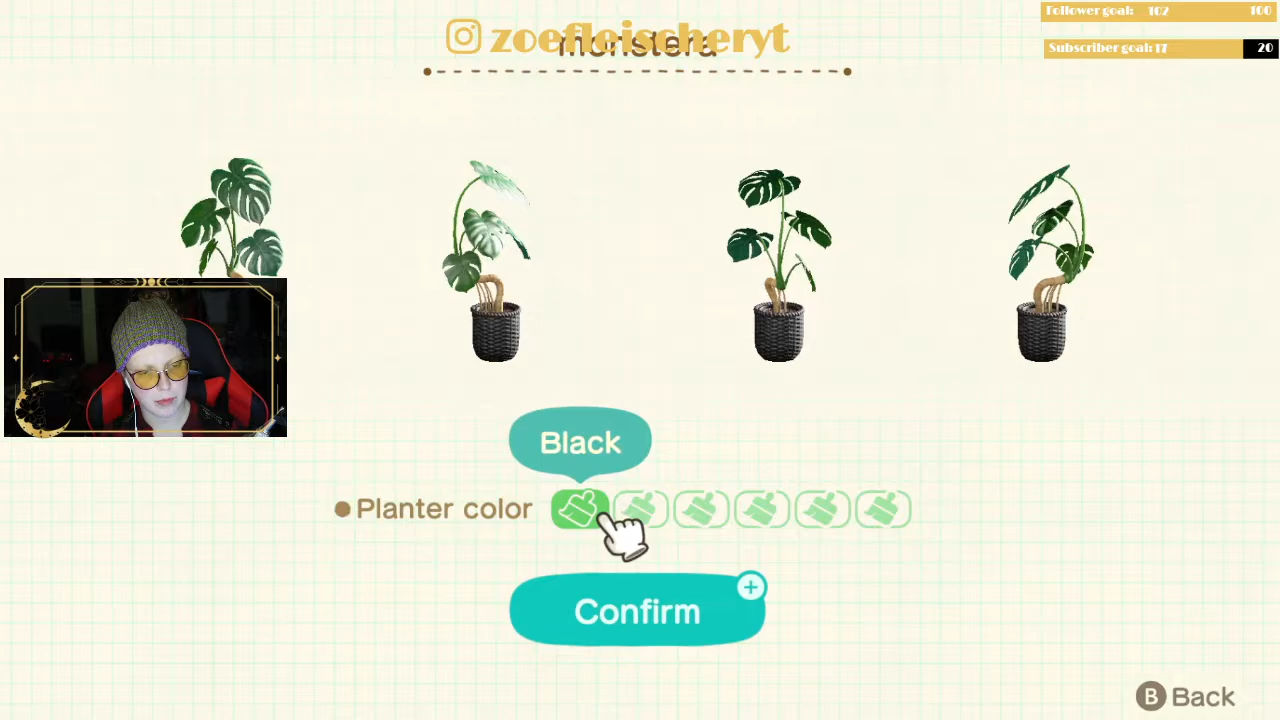 zoefleischeryt
monstera
Follower goal: 102 100
Subscriber goal: 17 20
Black
Planter color
Confirm
B Back